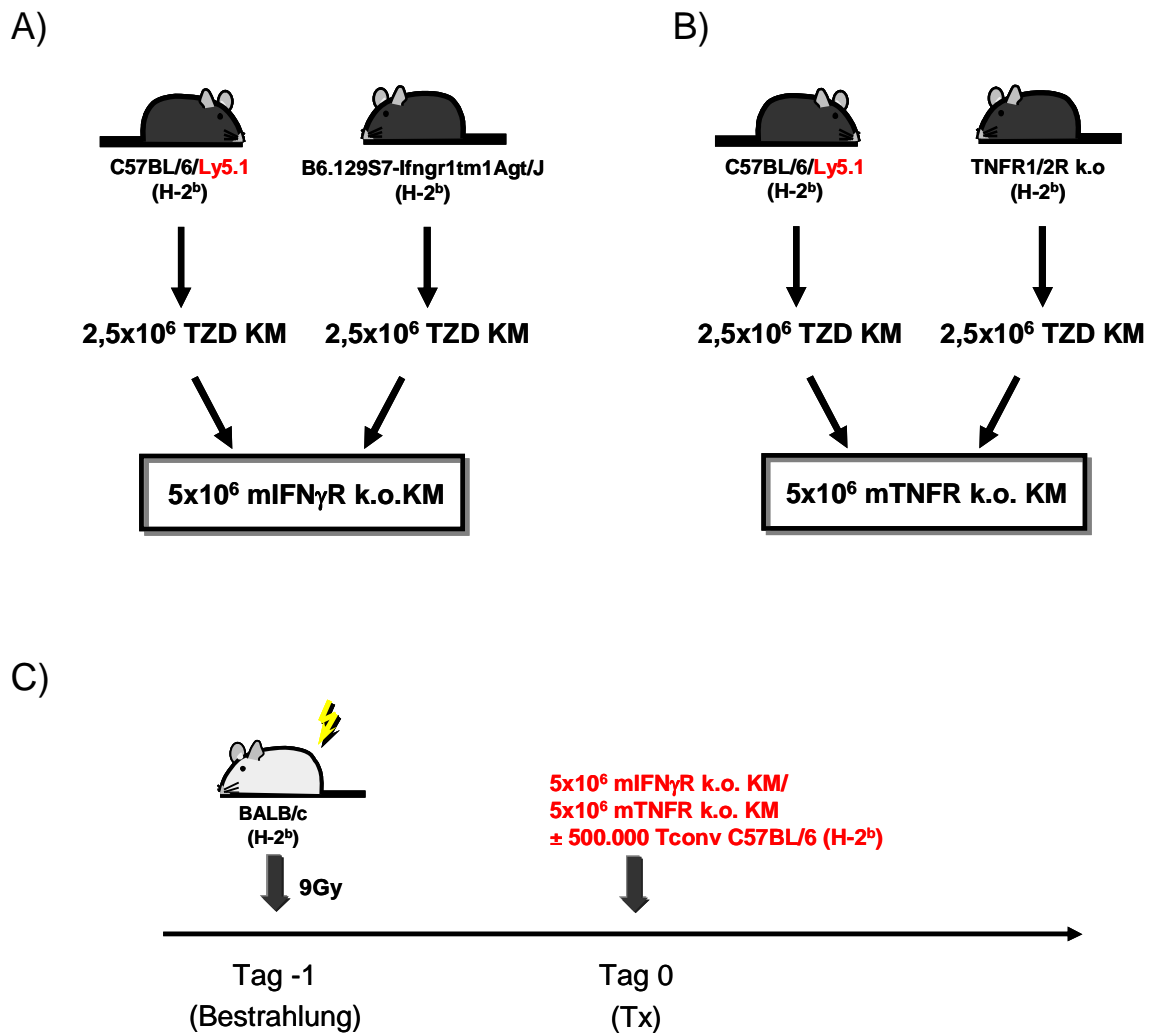 A)
B)
C57BL/6/Ly5.1
(H-2ᵇ)
B6.129S7-Ifngr1tm1Agt/J
(H-2ᵇ)
C57BL/6/Ly5.1
(H-2ᵇ)
TNFR1/2R k.o
(H-2ᵇ)
2,5x10⁶ TZD KM
2,5x10⁶ TZD KM
2,5x10⁶ TZD KM
2,5x10⁶ TZD KM
5x10⁶ mIFNγR k.o.KM
5x10⁶ mTNFR k.o. KM
C)
BALB/c
(H-2ᵇ)
9Gy
5x10⁶ mIFNγR k.o. KM/
5x10⁶ mTNFR k.o. KM
± 500.000 Tconv C57BL/6 (H-2ᵇ)
Tag -1
(Bestrahlung)
Tag 0
(Tx)